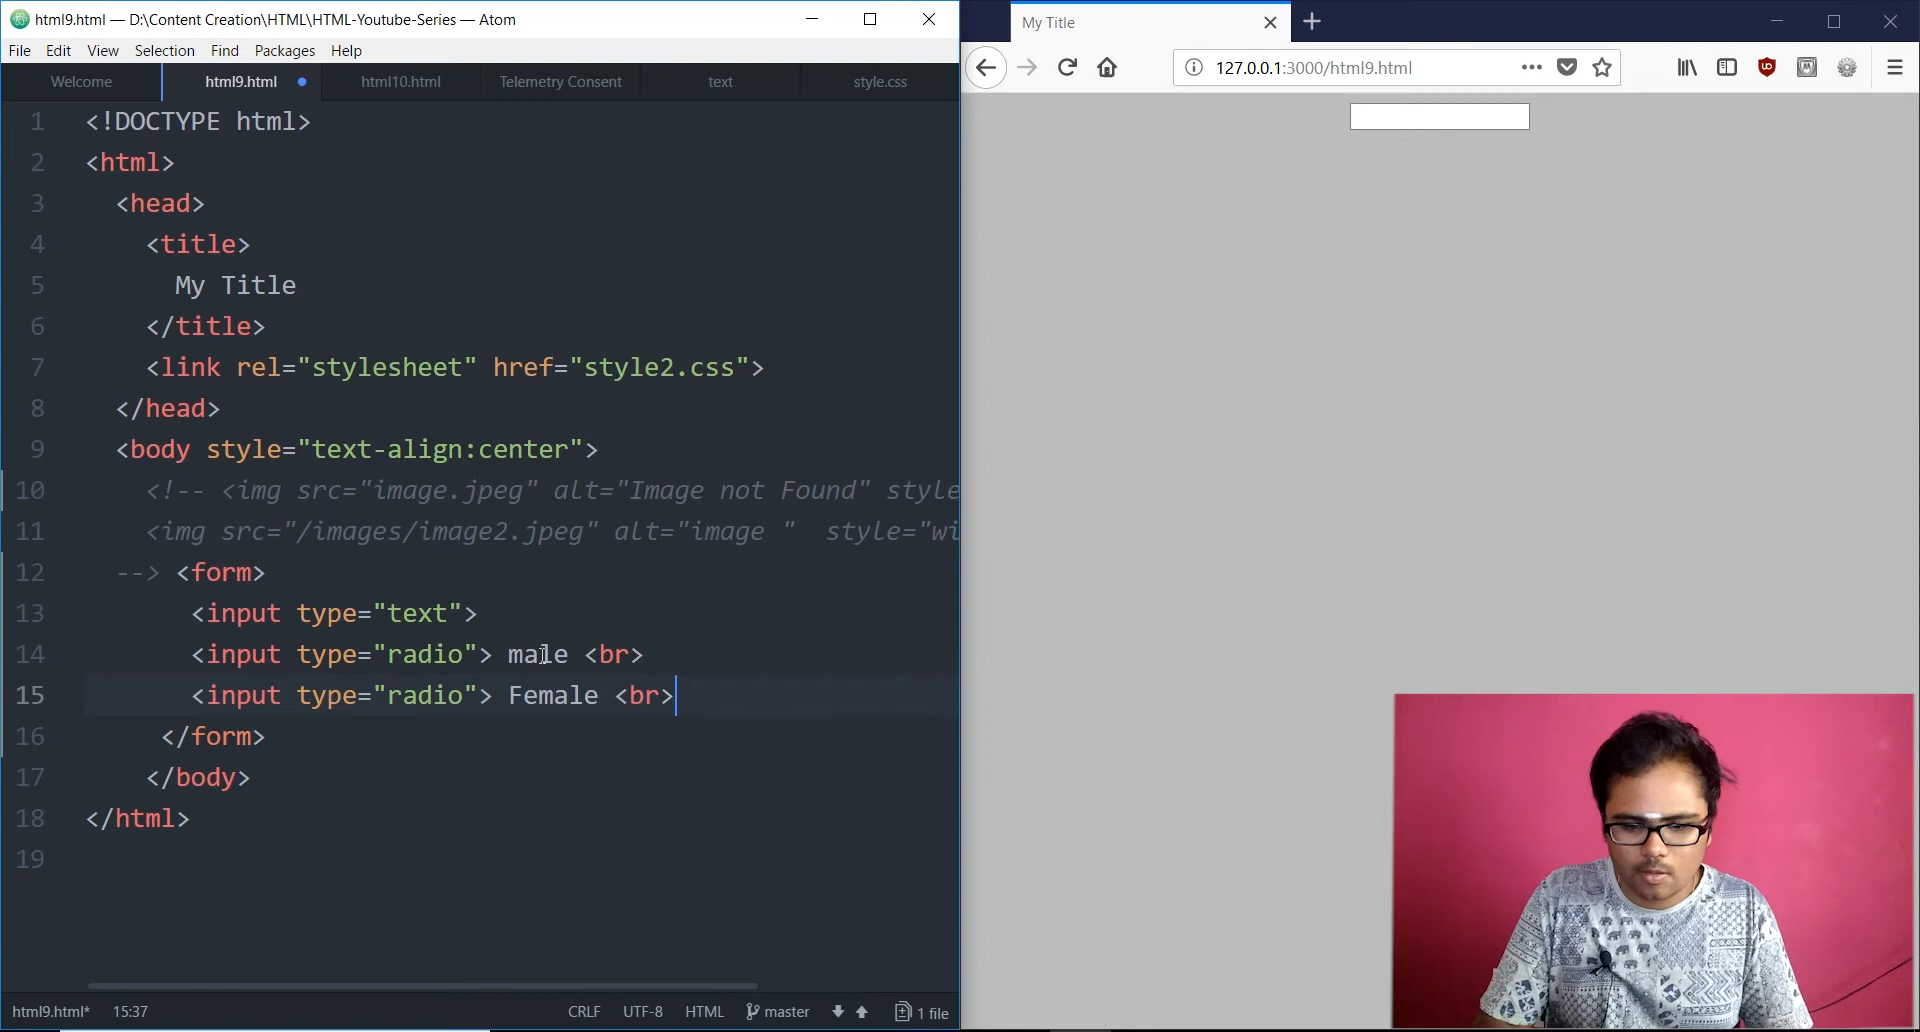 html9.html — D:\Content Creation\HTML\HTML-Youtube-Series — Atom
File Edit View Selection Find Packages Help
Welcome html9.html html10.html Telemetry Consent text style.css
1 <!DOCTYPE html>
2 <html>
3 <head>
4 <title>
5 My Title
6 </title>
7 <link rel="stylesheet" href="style2.css">
8 </head>
9 <body style="text-align:center">
10 <!-- <img src="image.jpeg" alt="Image not Found" style
11 <img src="/images/image2.jpeg" alt="image " style="wi
12 --> <form>
13 <input type="text">
14 <input type="radio"> male <br>
15 <input type="radio"> Female <br>
16 </form>
17 </body>
18 </html>
19
html9.html* 15:37 CRLF UTF-8 HTML master 1 file
My Title
127.0.0.1:3000/html9.html